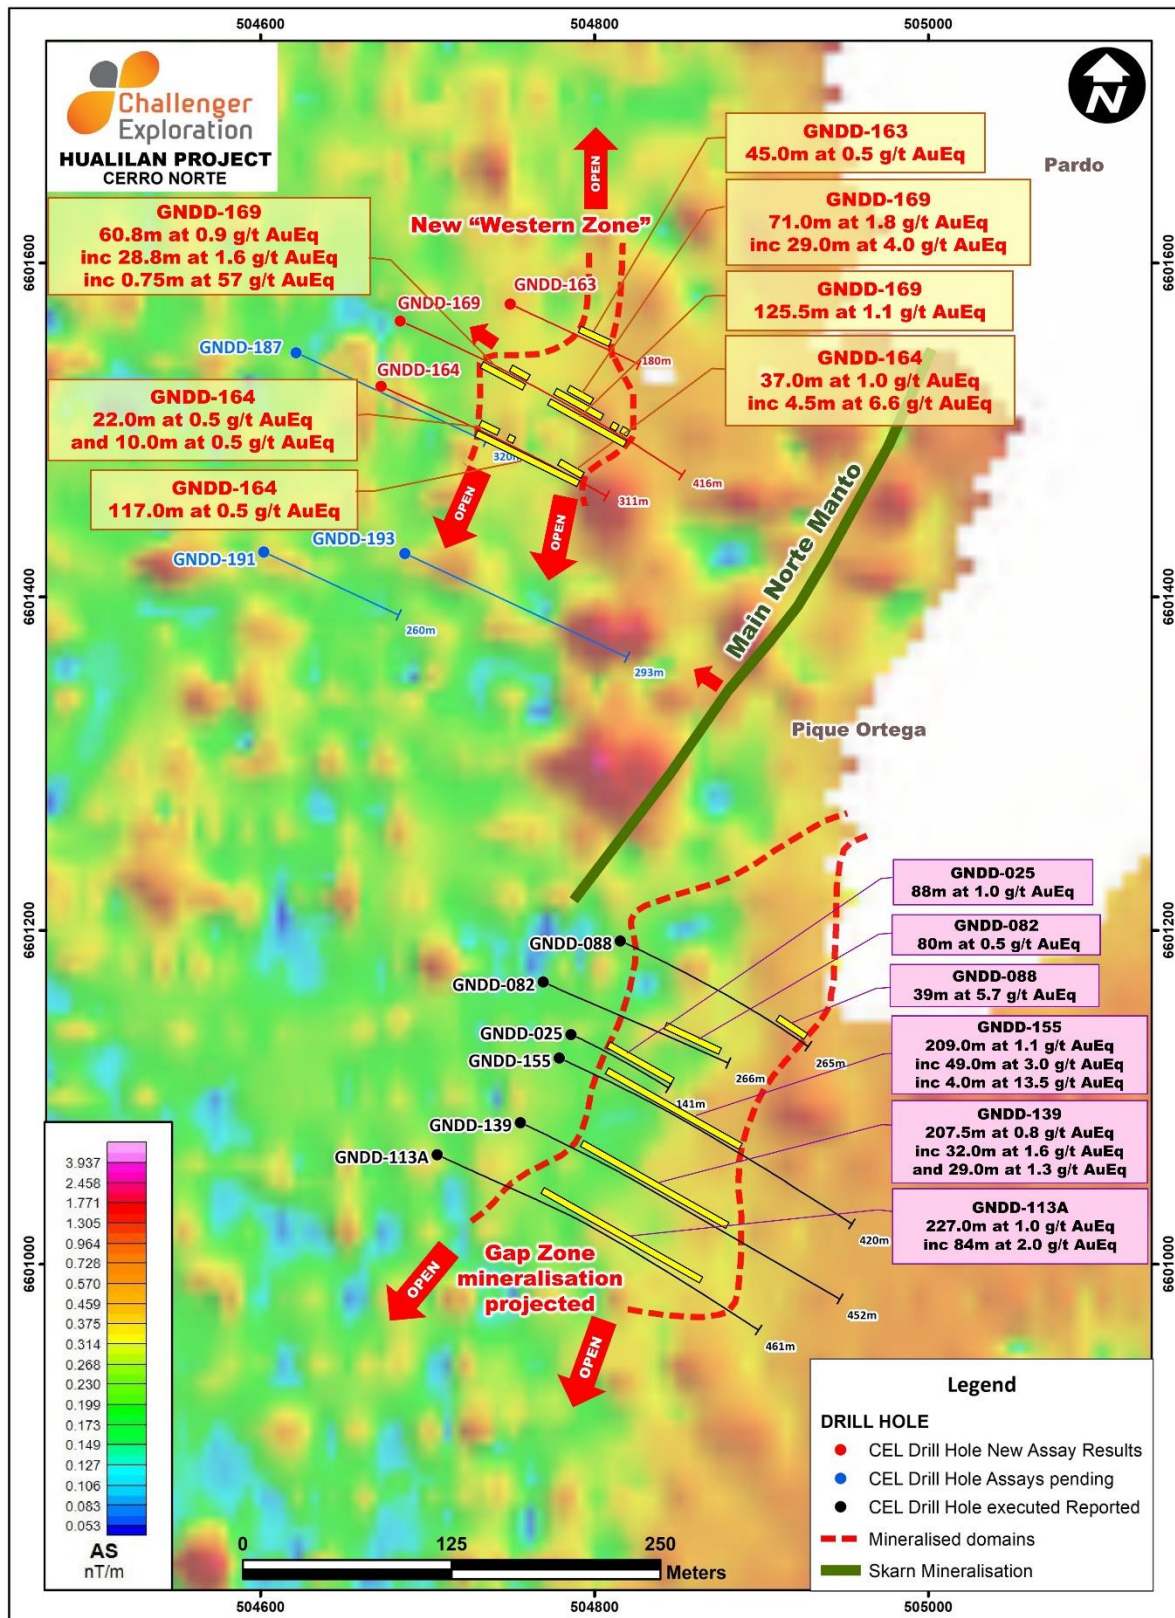 504600
504800
505000
Challenger
Exploration
HUALILAN PROJECT
CERRO NORTE
N
Pardo
OPEN
New “Western Zone”
GNDD-163
45.0m at 0.5 g/t AuEq
GNDD-169
71.0m at 1.8 g/t AuEq
inc 29.0m at 4.0 g/t AuEq
GNDD-169
125.5m at 1.1 g/t AuEq
GNDD-164
37.0m at 1.0 g/t AuEq
inc 4.5m at 6.6 g/t AuEq
GNDD-169
60.8m at 0.9 g/t AuEq
inc 28.8m at 1.6 g/t AuEq
inc 0.75m at 57 g/t AuEq
GNDD-164
22.0m at 0.5 g/t AuEq
and 10.0m at 0.5 g/t AuEq
GNDD-164
117.0m at 0.5 g/t AuEq
6601600
6601600
GNDD-163
GNDD-169
GNDD-187
GNDD-164
180m
320m
416m
311m
OPEN
OPEN
GNDD-191
GNDD-193
260m
293m
6601400
6601400
Main Norte Manto
Pique Ortega
6601200
6601200
GNDD-088
GNDD-082
GNDD-025
GNDD-155
GNDD-139
GNDD-113A
265m
266m
141m
420m
452m
461m
GNDD-025
88m at 1.0 g/t AuEq
GNDD-082
80m at 0.5 g/t AuEq
GNDD-088
39m at 5.7 g/t AuEq
GNDD-155
209.0m at 1.1 g/t AuEq
inc 49.0m at 3.0 g/t AuEq
inc 4.0m at 13.5 g/t AuEq
GNDD-139
207.5m at 0.8 g/t AuEq
inc 32.0m at 1.6 g/t AuEq
and 29.0m at 1.3 g/t AuEq
GNDD-113A
227.0m at 1.0 g/t AuEq
inc 84m at 2.0 g/t AuEq
6601000
6601000
Gap Zone
mineralisation
projected
OPEN
OPEN
3.937
2.458
1.771
1.305
0.964
0.728
0.570
0.459
0.375
0.314
0.268
0.230
0.199
0.173
0.149
0.127
0.106
0.083
0.053
AS
nT/m
0
125
250
Meters
Legend
DRILL HOLE
CEL Drill Hole New Assay Results
CEL Drill Hole Assays pending
CEL Drill Hole executed Reported
Mineralised domains
Skarn Mineralisation
504600
504800
505000